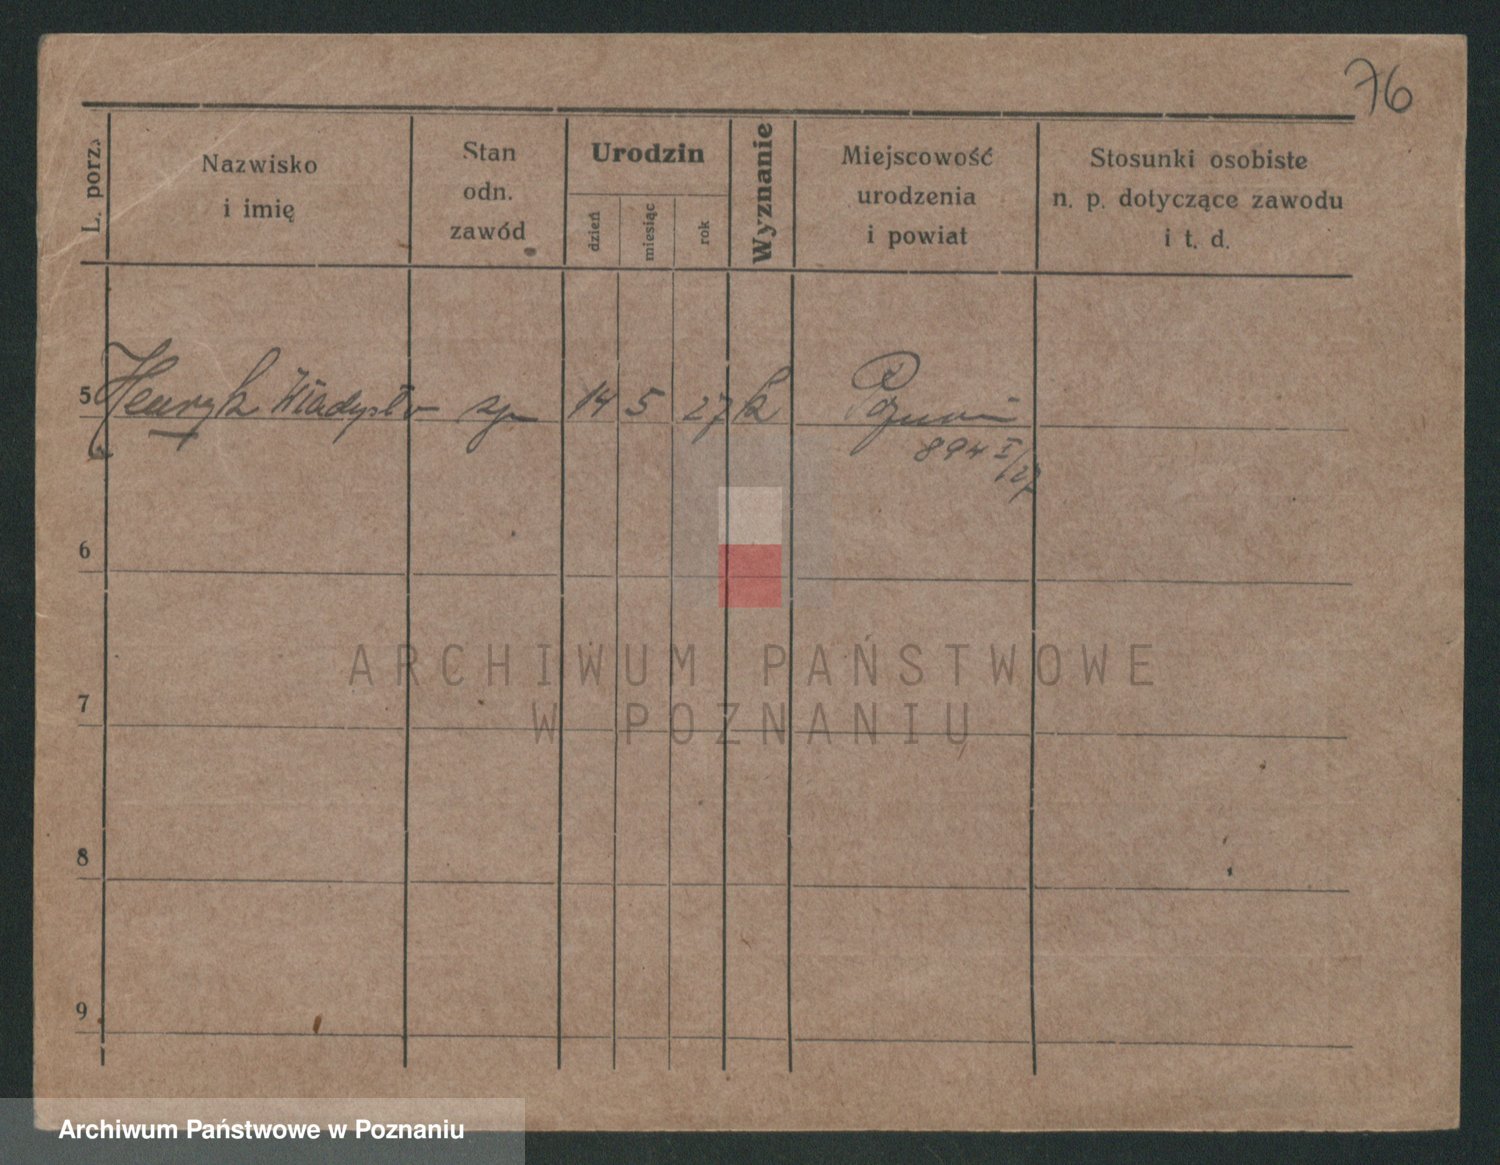 76
L. porz.
Nazwisko
i imię
Stan
odn.
zawód
Urodzin
dzień
miesiąc
rok
Wyznanie
Miejscowość
urodzenia
i powiat
Stosunki osobiste
n. p. dotyczące zawodu
i t. d.
5 Henryk Władysław syn 14 5 27 k Poznań
894 I/27
6
7
8
9
ARCHIWUM PAŃSTWOWE
W POZNANIU
Archiwum Państwowe w Poznaniu